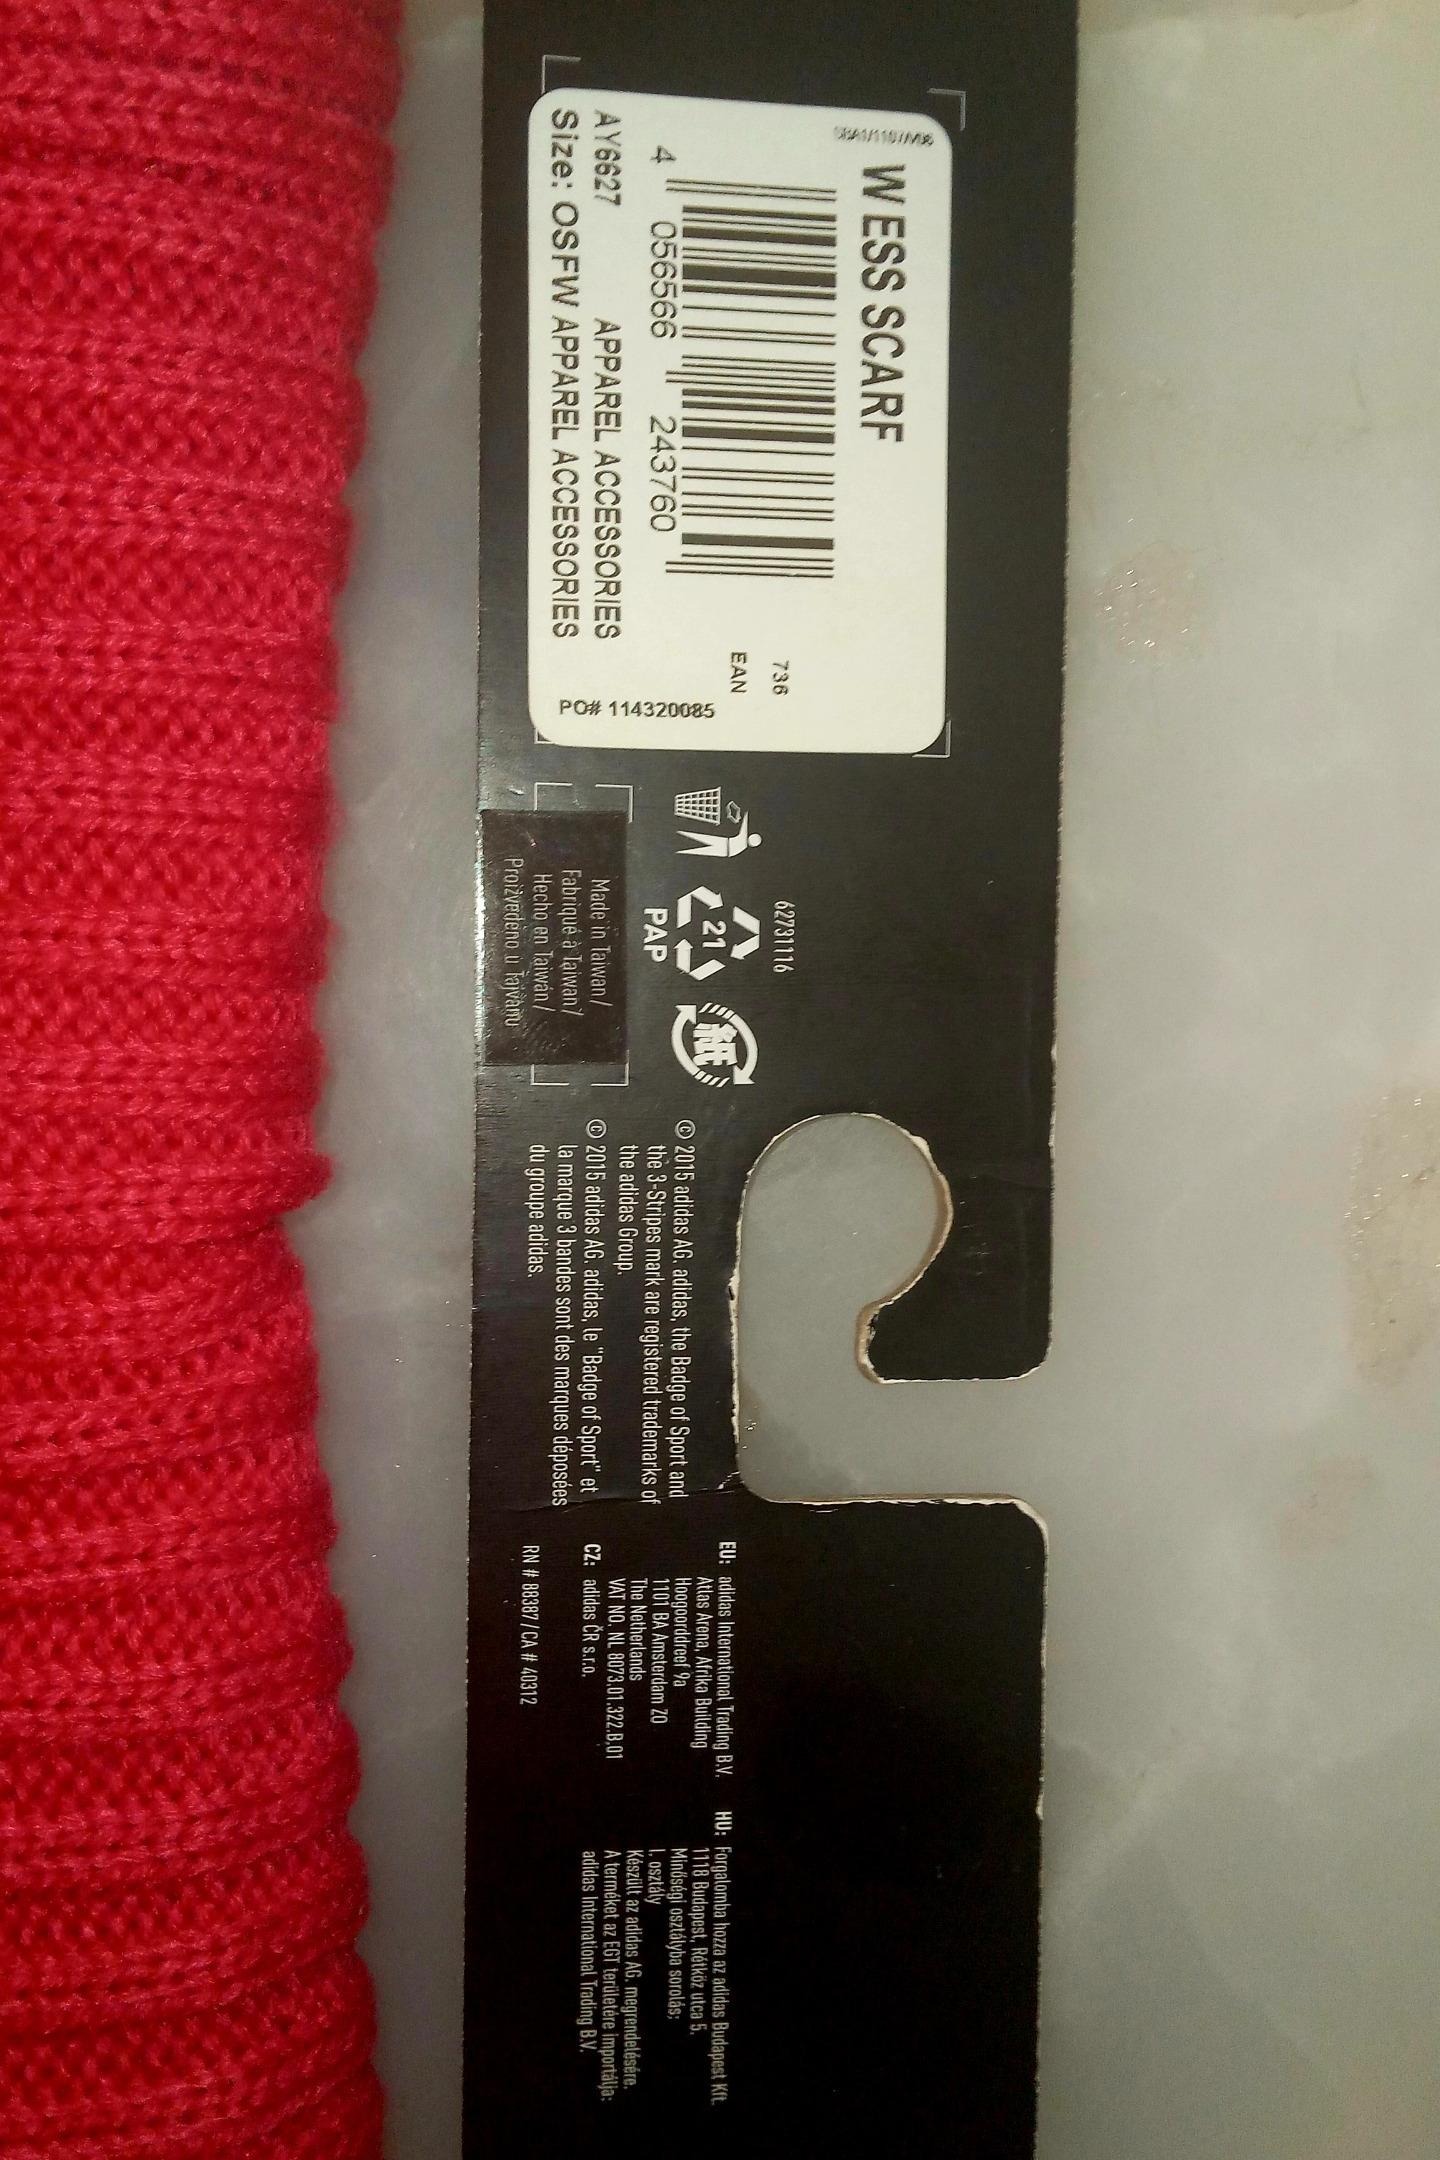 W ESS SCARF
736
EAN
4 056566 243760
AY6627 APPAREL ACCESSORIES
Size: OSFW APPAREL ACCESSORIES
PO# 114320085
62731116
21
PAP
紙
Made in Taiwan/
Fabriqué à Taiwan/
Hecho en Taiwán/
Proizvedeno u Tajvanu
© 2015 adidas AG. adidas, the Badge of Sport and
the 3-Stripes mark are registered trademarks of
the adidas Group.
© 2015 adidas AG. adidas, le "Badge of Sport" et
la marque 3 bandes sont des marques déposées
du groupe adidas.
EU: adidas International Trading B.V.
Atlas Arena, Afrika Building
Hoogoorddreef 9a
1101 BA Amsterdam ZO
The Netherlands
VAT NO. NL 8073.01.322.B.01
CZ: adidas ČR s.r.o.
RN # 88387/CA # 40312
HU: Forgalomba hozza az adidas Budapest Kft.
1118 Budapest, Rétköz utca 5.
Minőségi osztályba sorolás:
I. osztály
Készült az adidas AG. megrendelésére.
A terméket az EGT területére importálja:
adidas International Trading B.V.